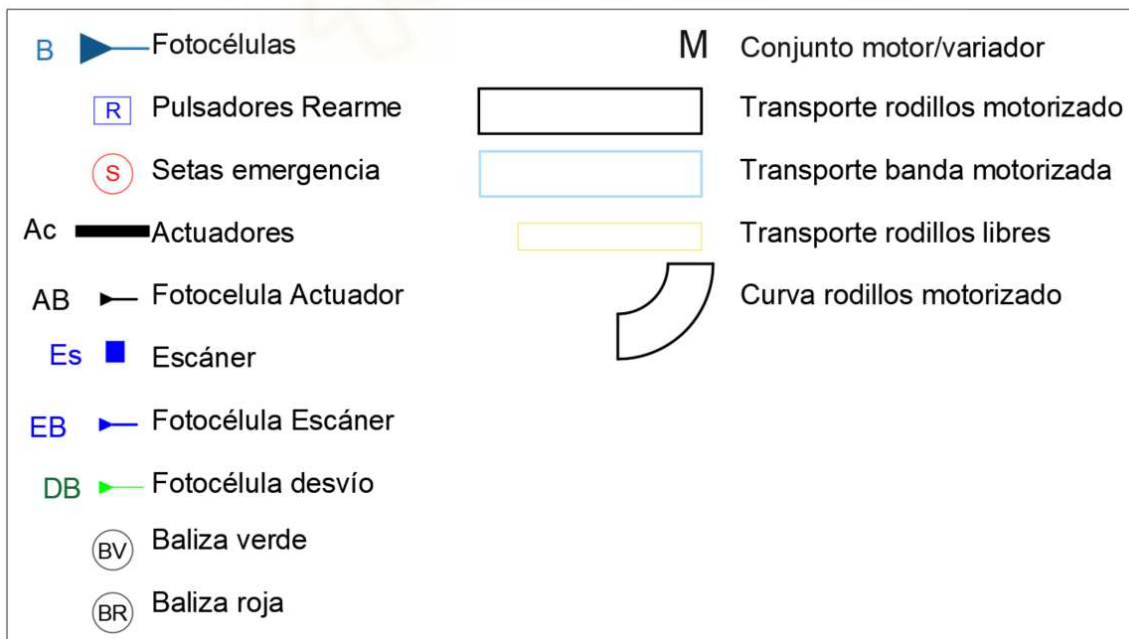 B Fotocélulas
R Pulsadores Rearme
S Setas emergencia
Ac Actuadores
AB Fotocelula Actuador
Es Escáner
EB Fotocélula Escáner
DB Fotocélula desvío
BV Baliza verde
BR Baliza roja
M Conjunto motor/variador
Transporte rodillos motorizado
Transporte banda motorizada
Transporte rodillos libres
Curva rodillos motorizado